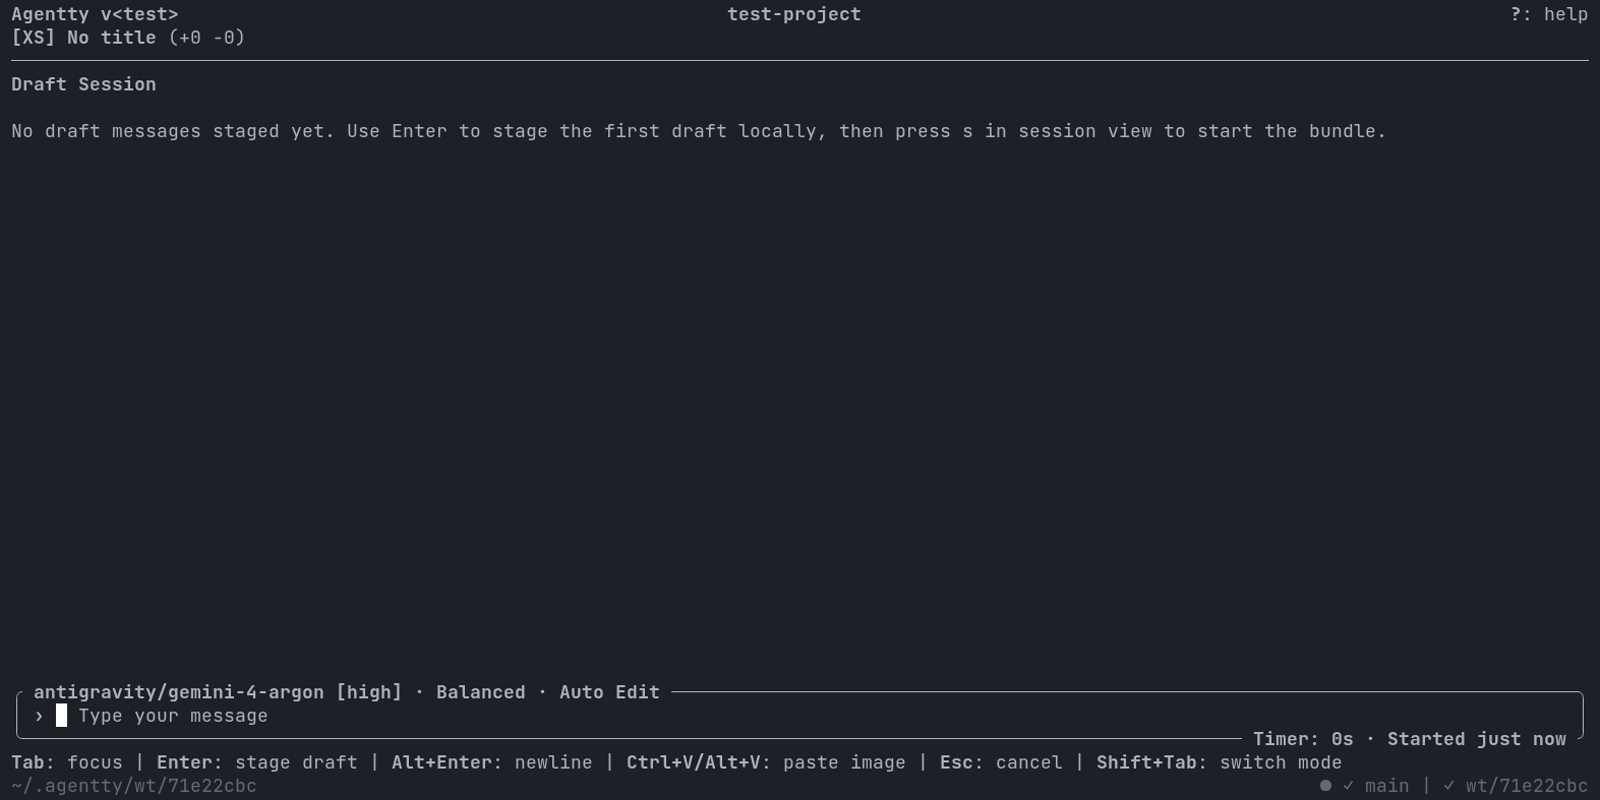 Agentty v<test> test-project ?: help
[XS] No title (+0 -0)
Draft Session
No draft messages staged yet. Use Enter to stage the first draft locally, then press s in session view to start the bundle.
antigravity/gemini-4-argon [high] · Balanced · Auto Edit
› Type your message
Timer: 0s · Started just now
Tab: focus | Enter: stage draft | Alt+Enter: newline | Ctrl+V/Alt+V: paste image | Esc: cancel | Shift+Tab: switch mode
~/.agentty/wt/71e22cbc ● ✓ main | ✓ wt/71e22cbc